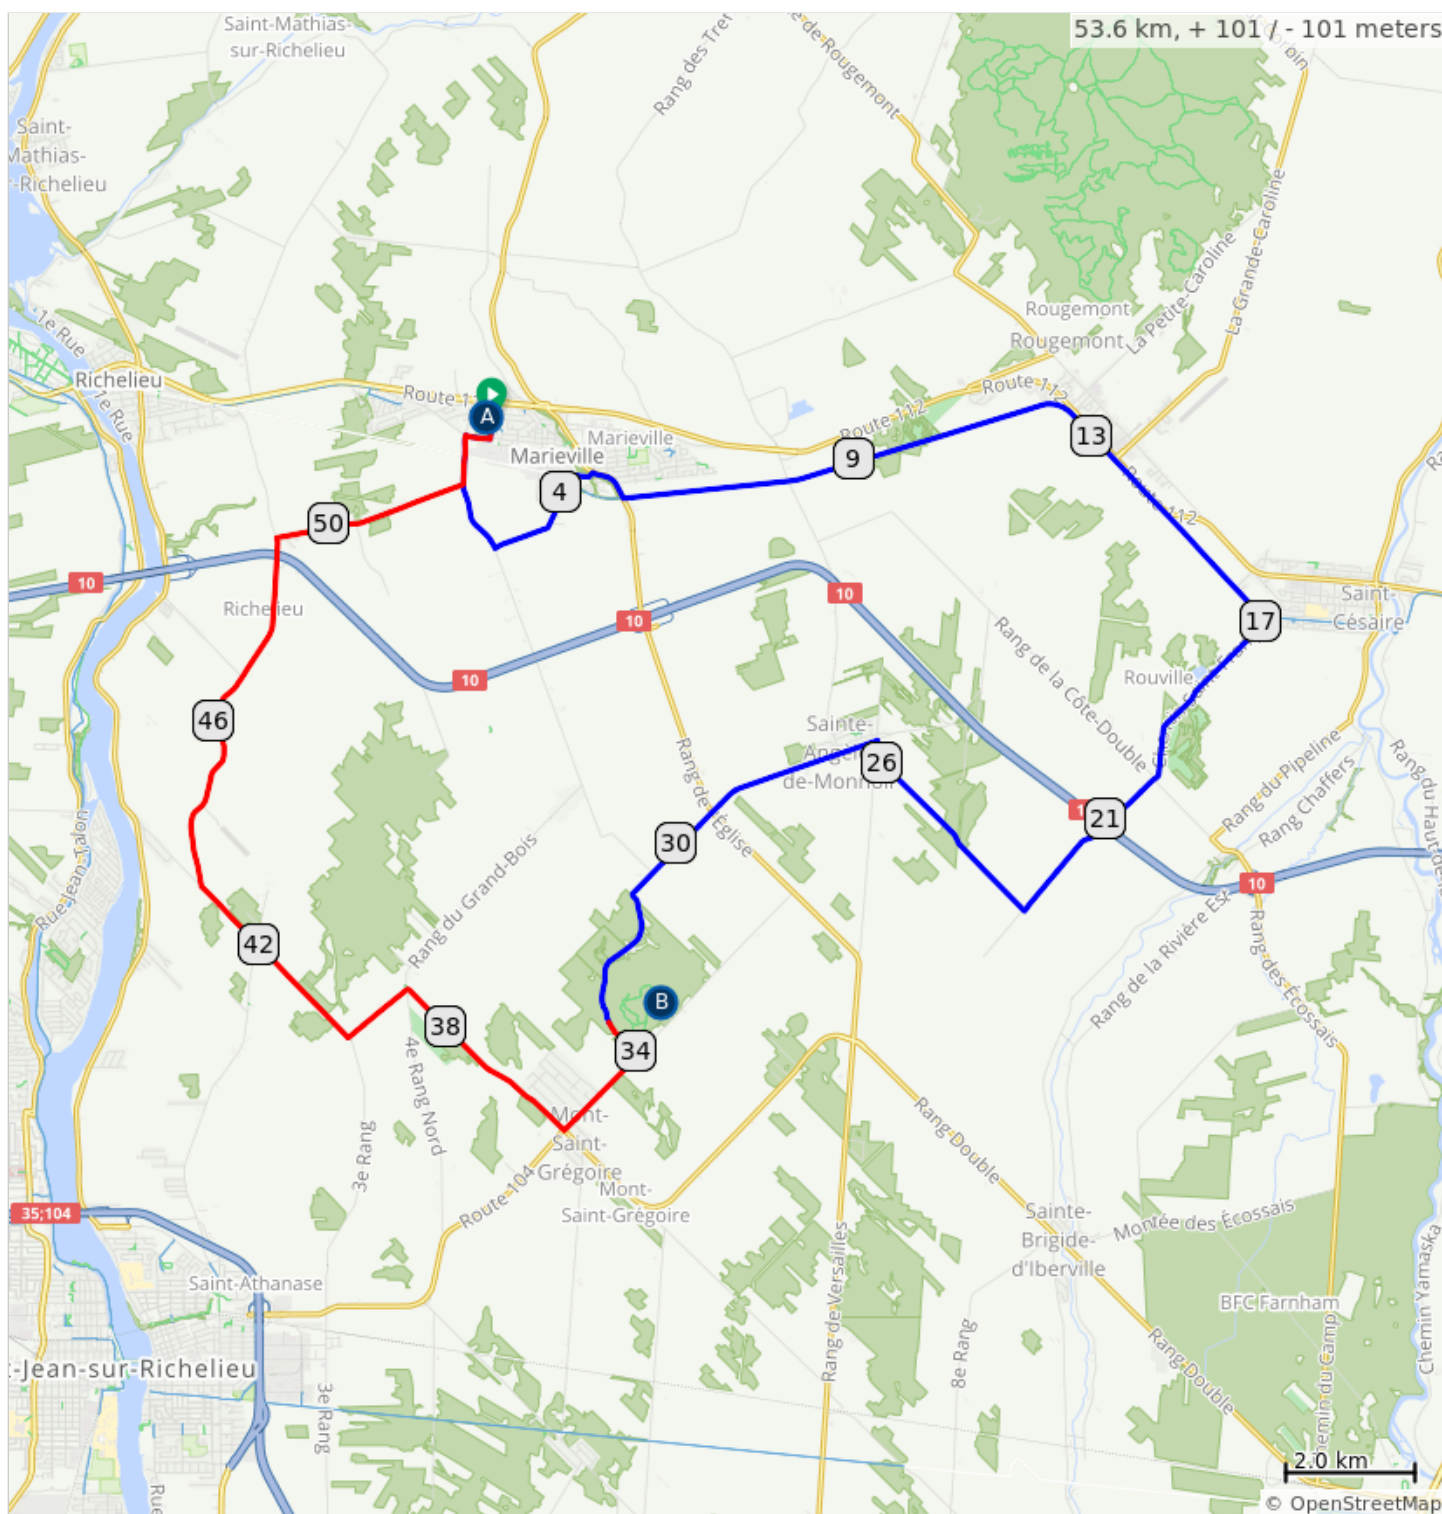 Saint-Mathias-
sur-Richelieu
53.6 km, + 101 / - 101 meters
Rang des Tret
de Rougemont
Saint-
Mathias-
-Richelieu
La Petite-Caroline
La Grande-Caroline
Rougemont
Rougemont
1e Rue
Richelieu
1e Rue
Route 1
A
Route 112
Route 112
Marieville
Marieville
13
9
4
Route 112
50
10
10
10
10
Richelieu
Saint-
Césaire
17
Rang de la Côte-Double
Rouville
46
Sainte-
26
de-Monnoir
Rang de l'Église
Rang du Pipeline
Rang Chaffers
21
30
Rue Jean-Talon
Rang du Grand-Bois
10
Rang de la Rivière Est
Rang des Écossais
42
B
38
34
4e Rang Nord
3e Rang
Mont-
Saint-
Grégoire
Route 104
Mont-
Saint-Grégoire
Rang Double
35;104
Sainte-
Brigide-
d'Iberville
Montée des Écossais
Rang de Versailles
Saint-Athanase
BFC Farnham
Chemin Yamaska
t-Jean-sur-Richelieu
8e Rang
Rang Double
3e Rang
2.0 km
Rue
© OpenStreetMap